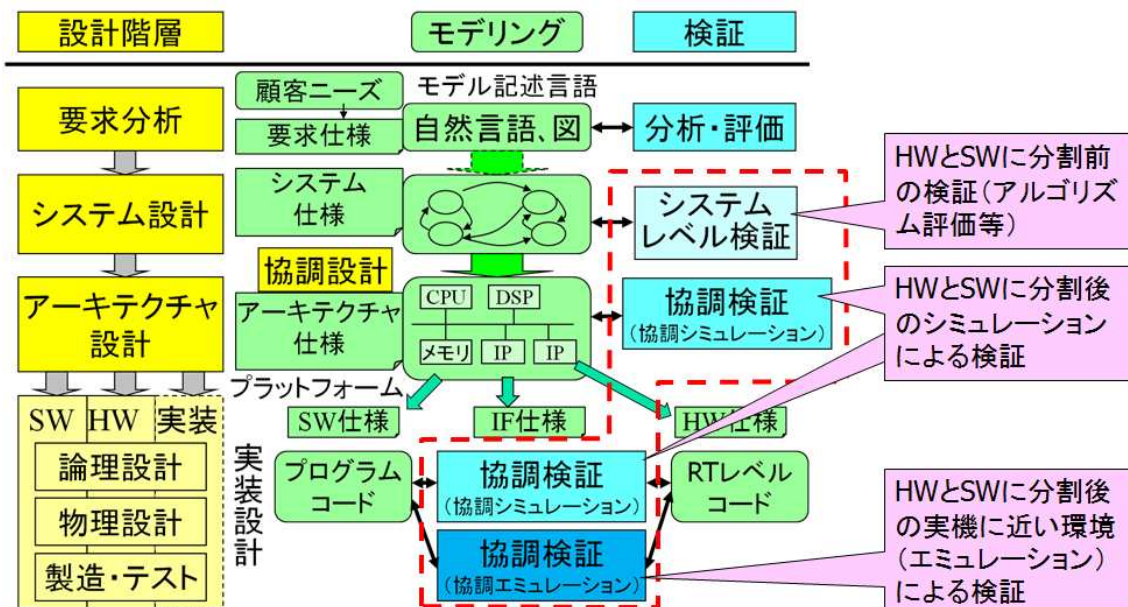 設計階層
モデリング
検証
要求分析
顧客ニーズ
要求仕様
モデル記述言語
自然言語、図
分析・評価
HWとSWに分割前
の検証(アルゴリズ
ム評価等)
システム設計
システム
仕様
システム
レベル検証
協調設計
アーキテクチャ
設計
アーキテクチャ
仕様
CPU
DSP
メモリ
IP
IP
協調検証
(協調シミュレーション)
HWとSWに分割後
のシミュレーション
による検証
プラットフォーム
SW仕様
IF仕様
HW仕様
SW
HW
実装
論理設計
物理設計
製造・テスト
実装設計
プログラム
コード
協調検証
(協調シミュレーション)
RTレベル
コード
協調検証
(協調エミュレーション)
HWとSWに分割後
の実機に近い環境
(エミュレーション)
による検証